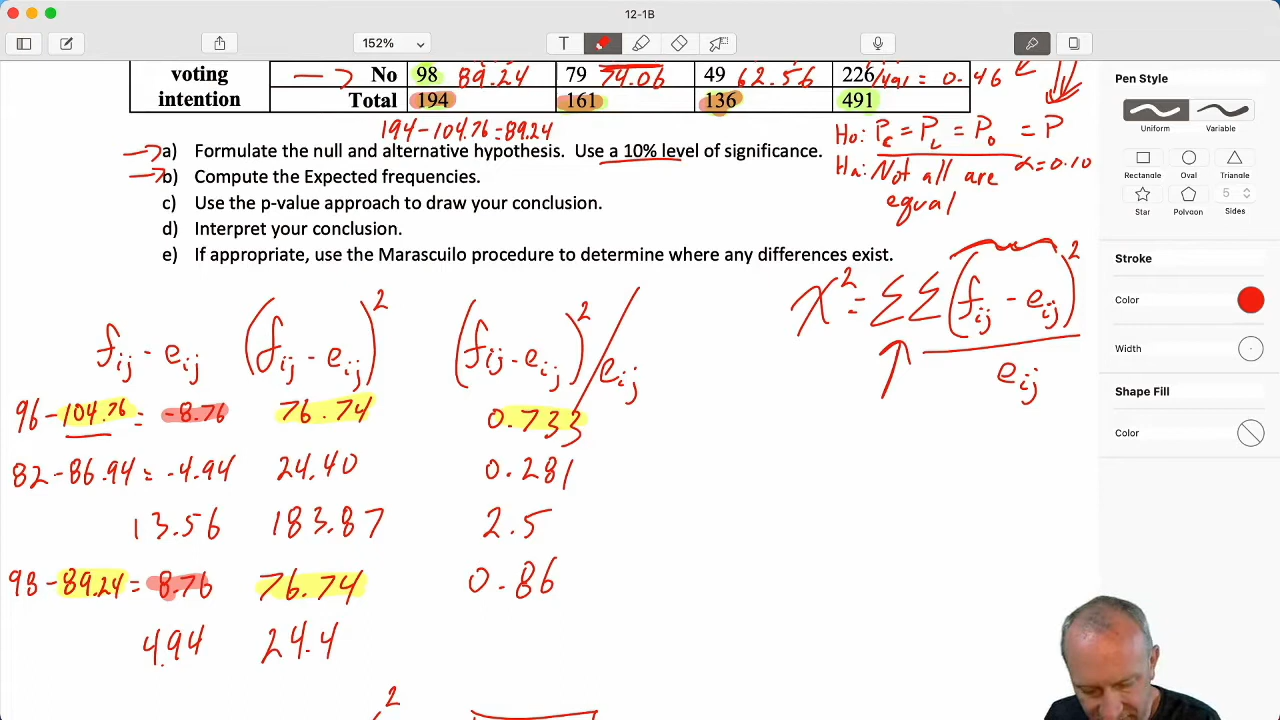 12-1B
152%
T
voting intention No 98 89.24 79 74.06 49 62.56 226/491 = 0.46
Total 194 161 136 491
194-104.76=89.24
H0: Pc = PL = PO = P
a) Formulate the null and alternative hypothesis. Use a 10% level of significance.
Ha: Not all are equal α=0.10
b) Compute the Expected frequencies.
c) Use the p-value approach to draw your conclusion.
d) Interpret your conclusion.
e) If appropriate, use the Marascuilo procedure to determine where any differences exist.
χ² = ΣΣ (fij - eij)² / eij
fij - eij (fij - eij)² (fij - eij)² / eij
96 - 104.76 = -8.76 76.74 0.733
82 - 86.94 = -4.94 24.40 0.281
13.56 183.87 2.5
98 - 89.24 = 8.76 76.74 0.86
4.94 24.4
2
Pen Style
Uniform Variable
Rectangle Oval Triangle
Star Polygon 5 Sides
Stroke
Color
Width
Shape Fill
Color